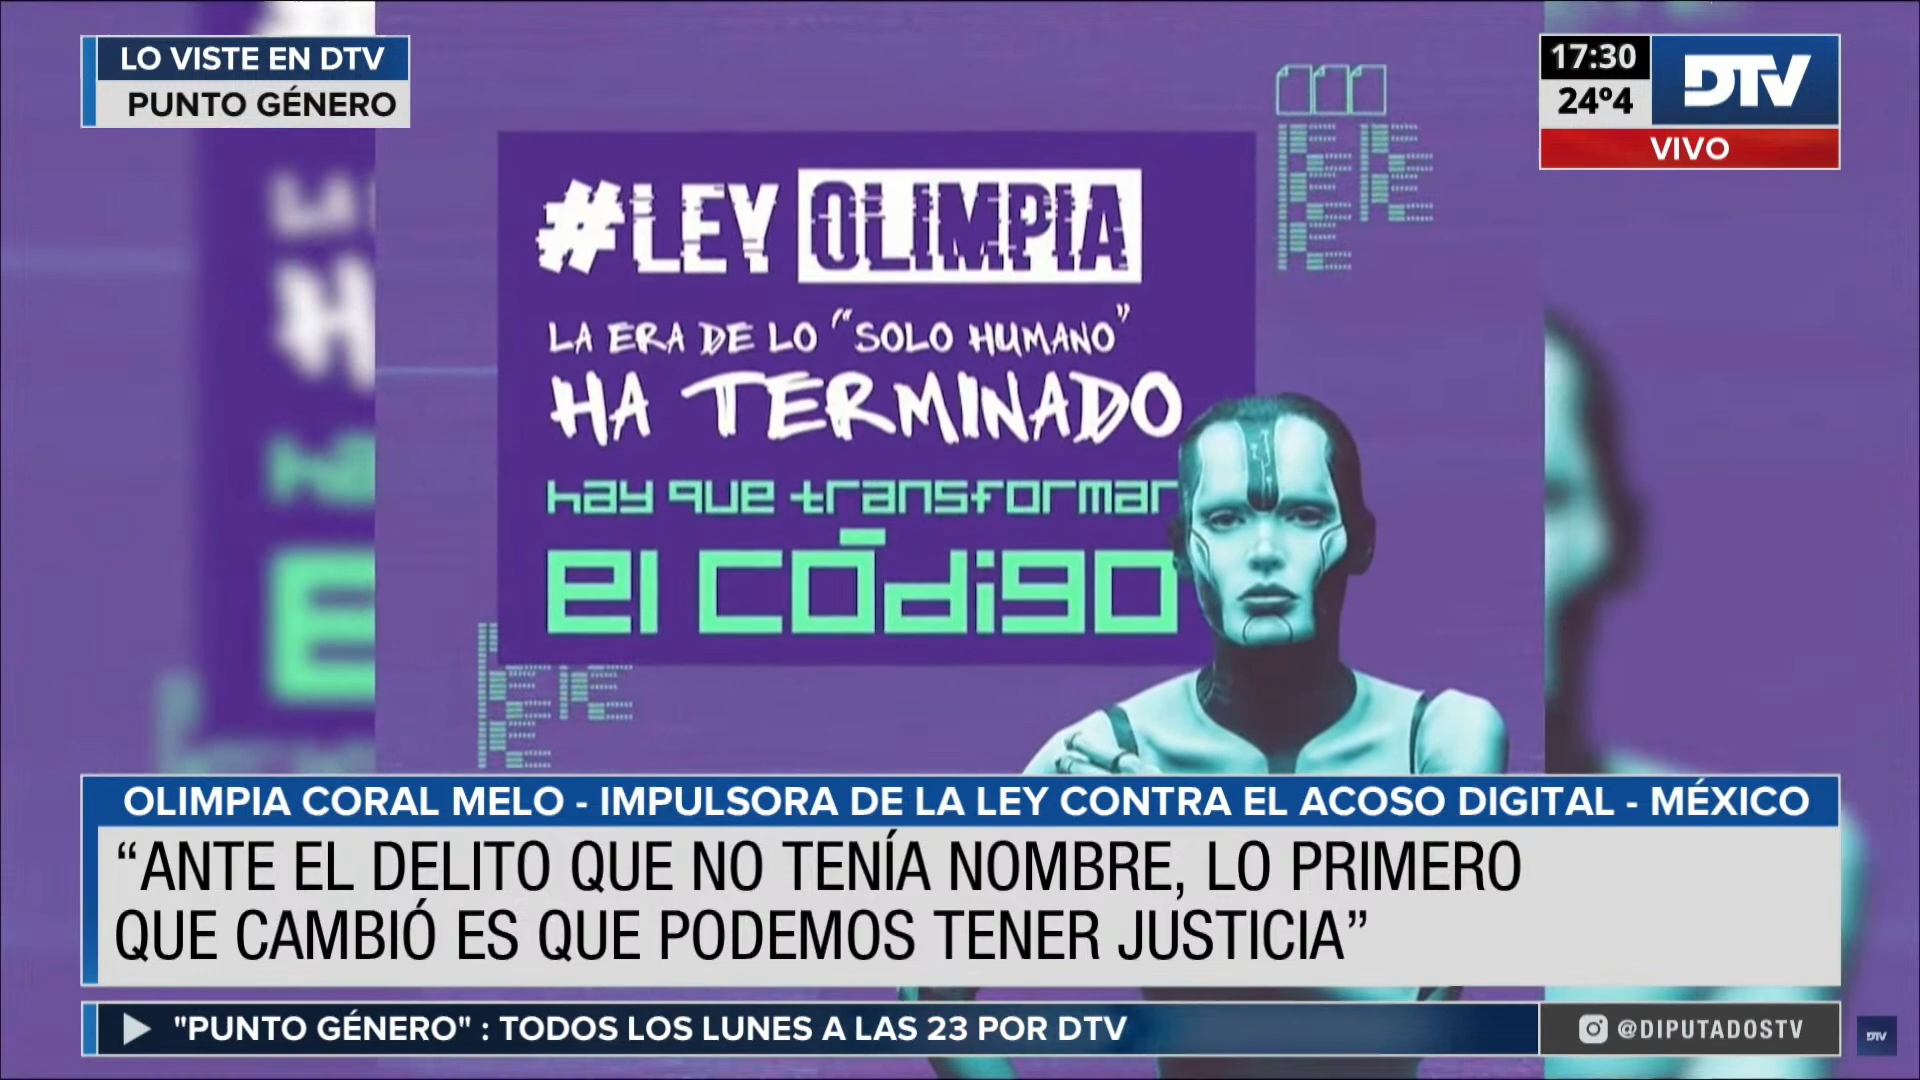 LO VISTE EN DTV
PUNTO GÉNERO
17:30
24º4
DTV
VIVO
#LEY OLIMPIA
LA ERA DE LO "SOLO HUMANO"
HA TERMINADO
hay que transformar
el código
OLIMPIA CORAL MELO - IMPULSORA DE LA LEY CONTRA EL ACOSO DIGITAL - MÉXICO
“ANTE EL DELITO QUE NO TENÍA NOMBRE, LO PRIMERO
QUE CAMBIÓ ES QUE PODEMOS TENER JUSTICIA”
"PUNTO GÉNERO" : TODOS LOS LUNES A LAS 23 POR DTV
@DIPUTADOSTV
DTV